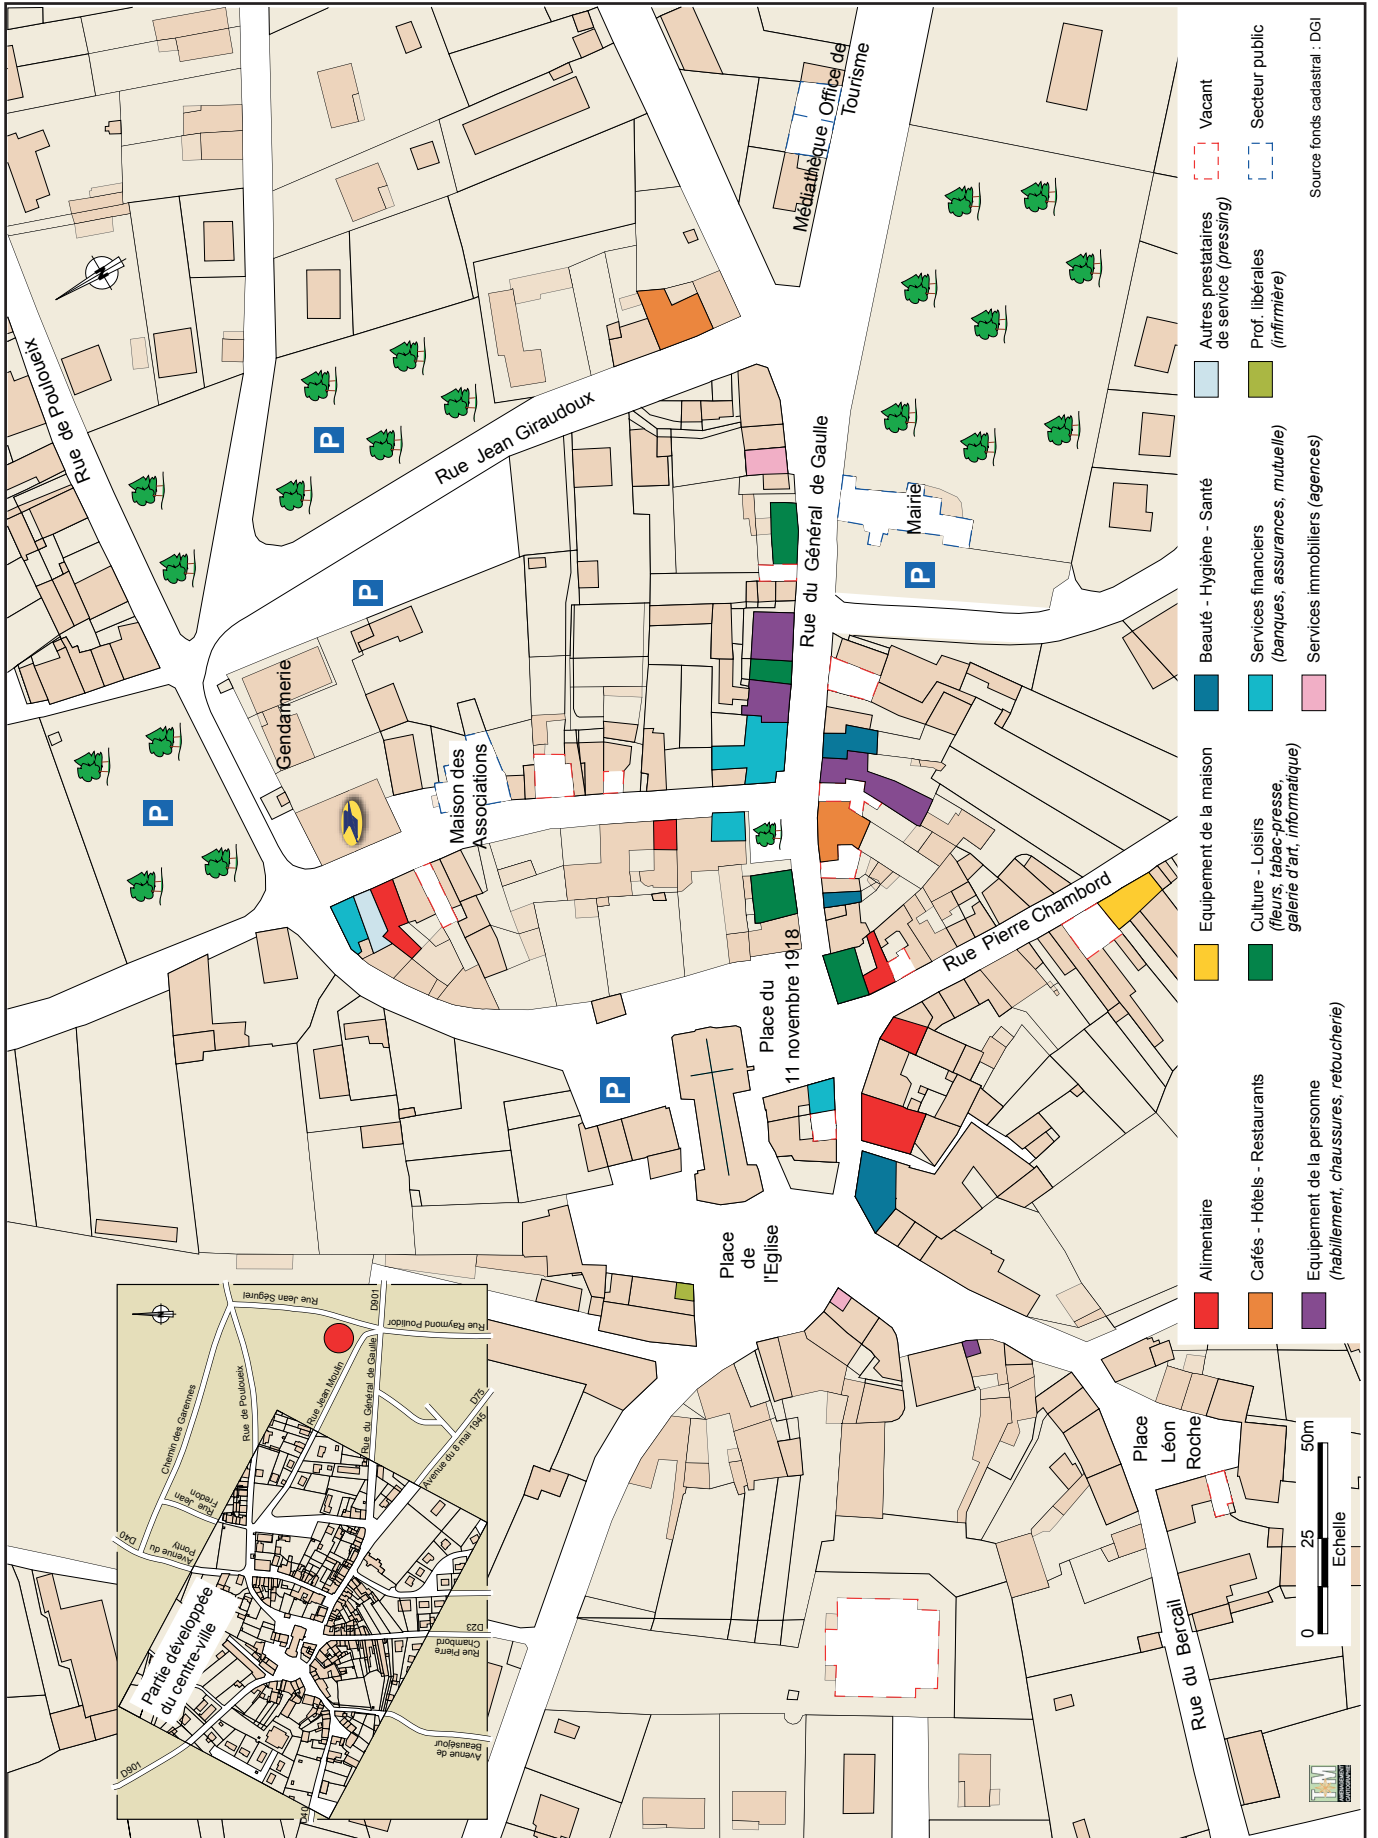 Rue de Pouloueix
P
Rue Jean Giraudoux
P
P
Gendarmerie
Maison des
Associations
Médiathèque
Office de
Tourisme
Rue du Général de Gaulle
Mairie
P
Place du
11 novembre 1918
Rue Pierre Chambord
P
Place
de
l'Eglise
Place
Léon
Roche
Rue du Bercail
Partie développée
du centre-ville
D901
D40
D40
Avenue du
Ponty
Rue Jean
Fredon
Chemin des Garennes
Rue de Pouloueix
Rue Jean Ségurel
Rue Jean Moulin
Rue du Général de Gaulle
D901
Rue Raymond Poulidor
Avenue du 8 mai 1945
D75
D23
Rue Pierre
Chambord
Avenue de
Beauséjour
N
Alimentaire
Cafés - Hôtels - Restaurants
Equipement de la personne
(habillement, chaussures, retoucherie)
Equipement de la maison
Culture - Loisirs
(fleurs, tabac-presse,
galerie d'art, informatique)
Beauté - Hygiène - Santé
Services financiers
(banques, assurances, mutuelle)
Services immobiliers (agences)
Autres prestataires
de service (pressing)
Prof. libérales
(infirmière)
Vacant
Secteur public
Source fonds cadastral : DGI
0 25 50m
Echelle